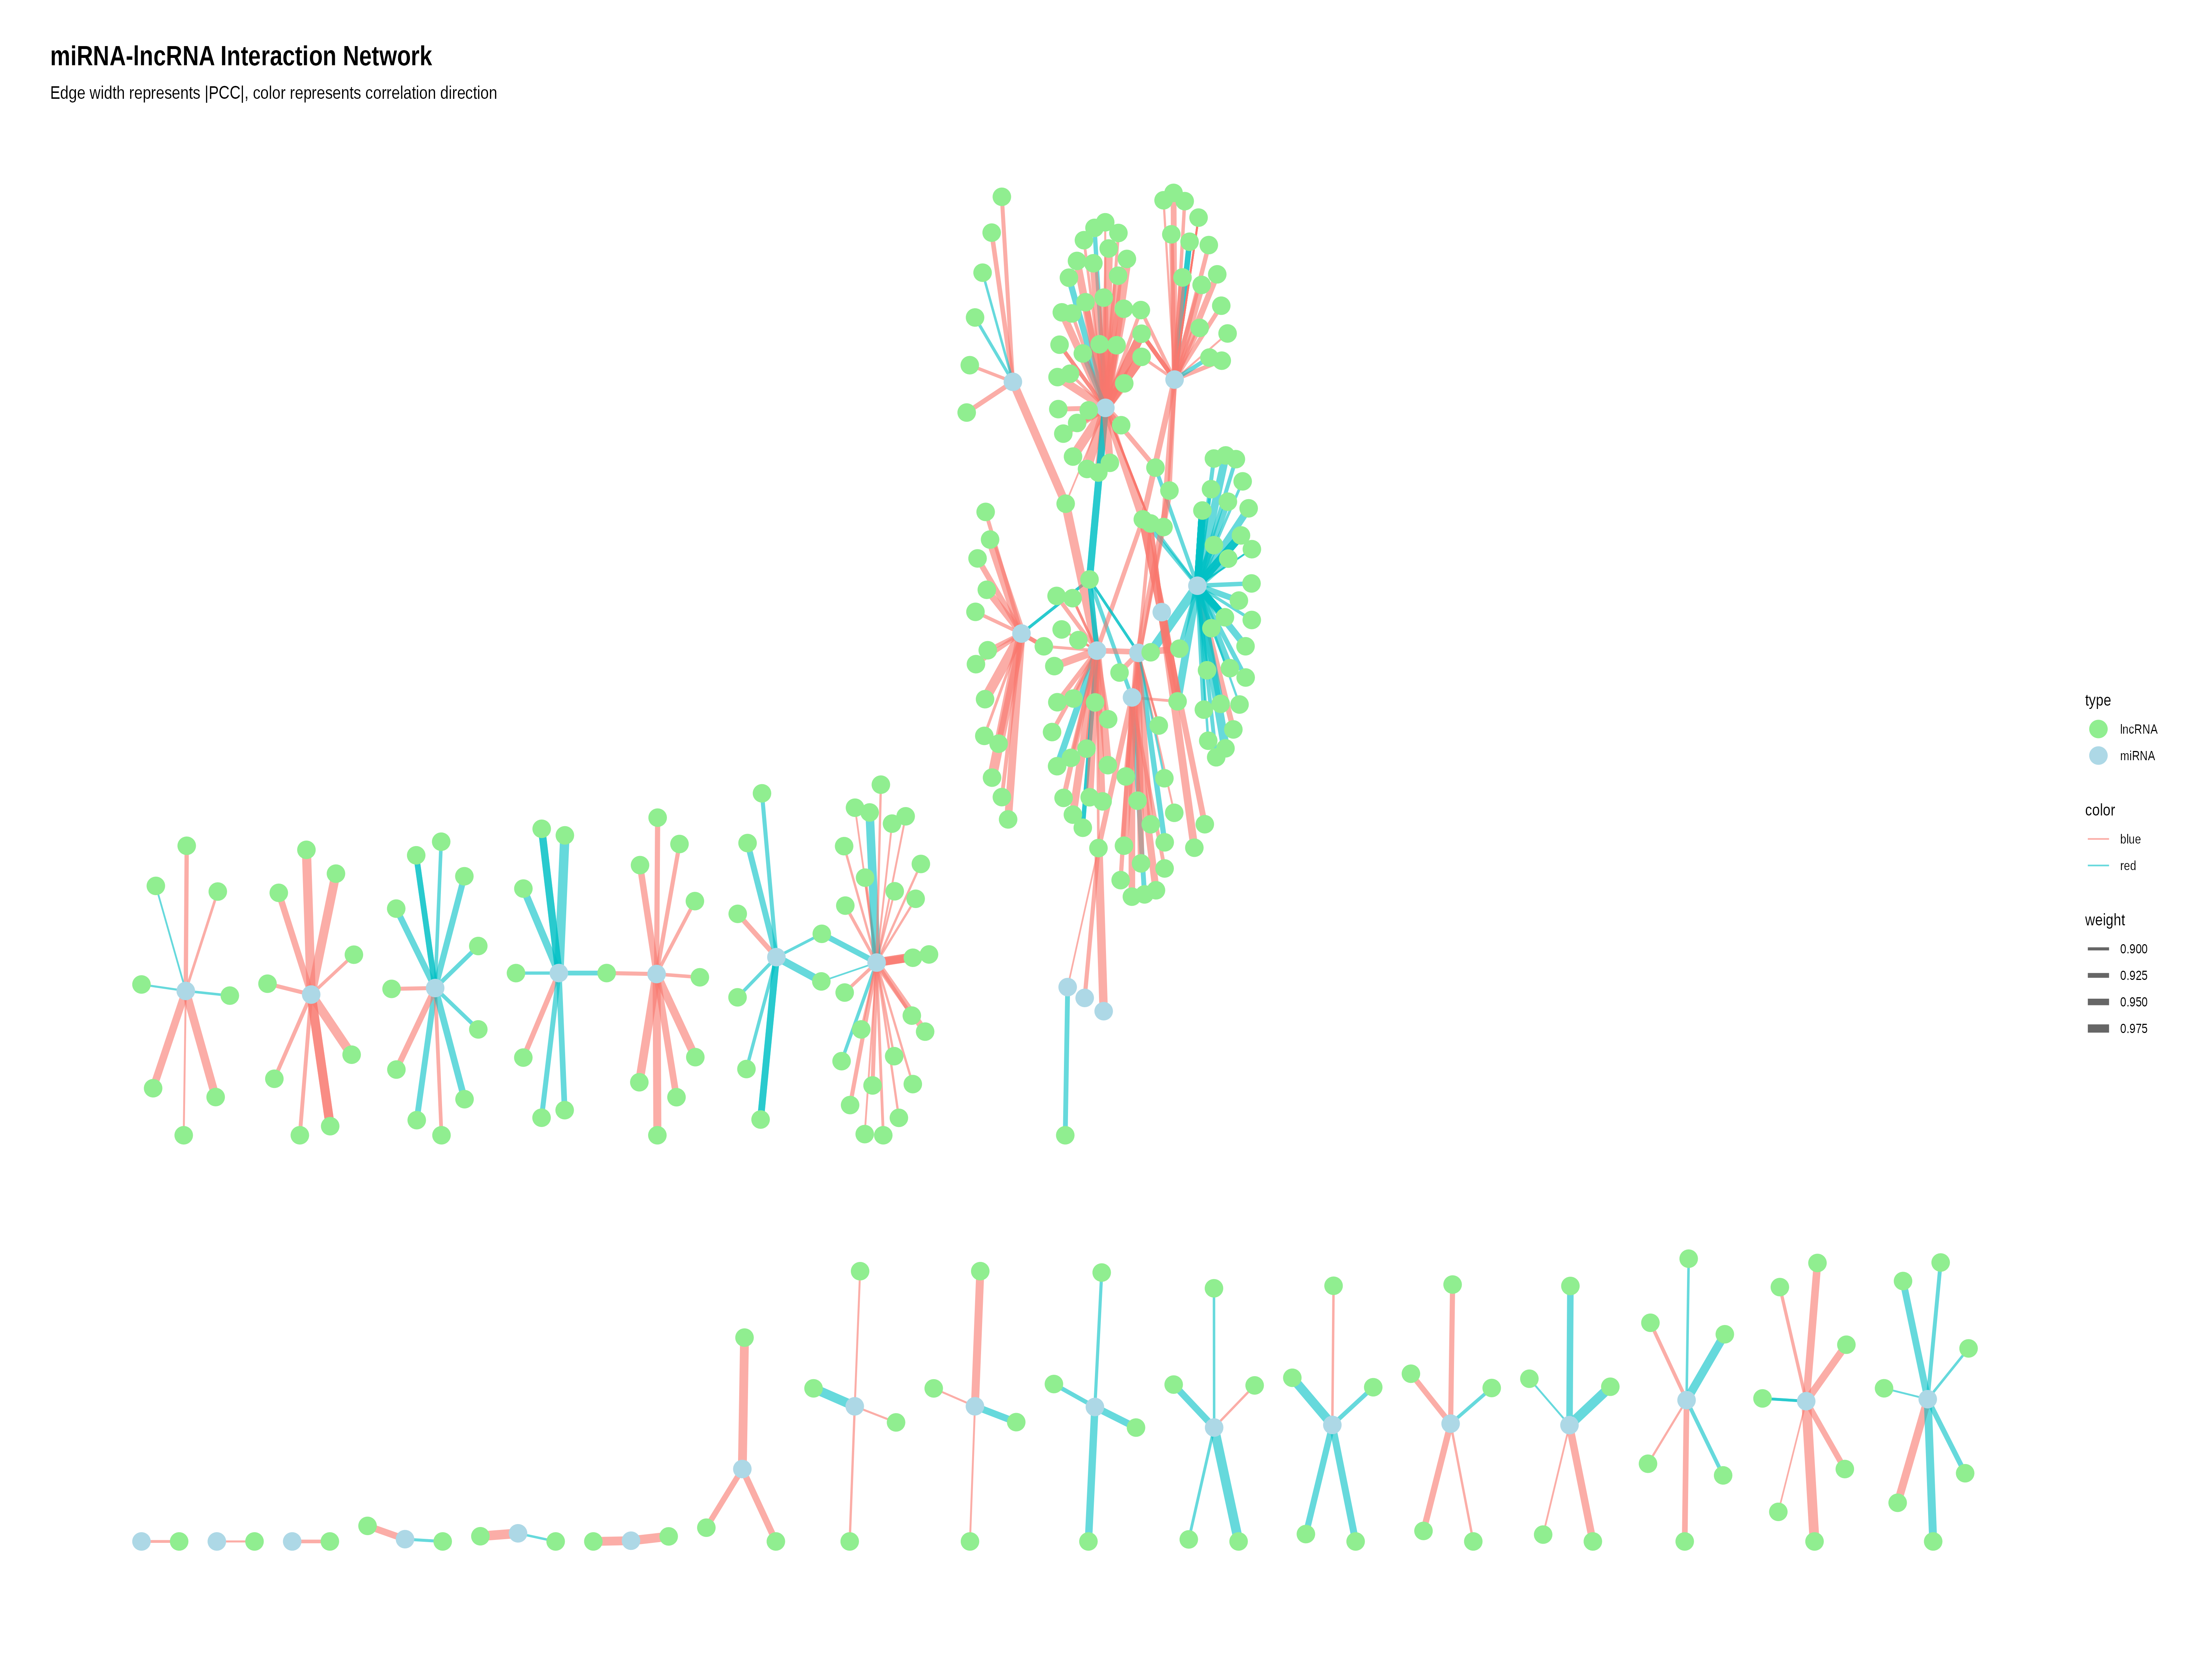 miRNA-lncRNA Interaction Network
Edge width represents |PCC|, color represents correlation direction
type
lncRNA
miRNA
color
blue
red
weight
0.900
0.925
0.950
0.975